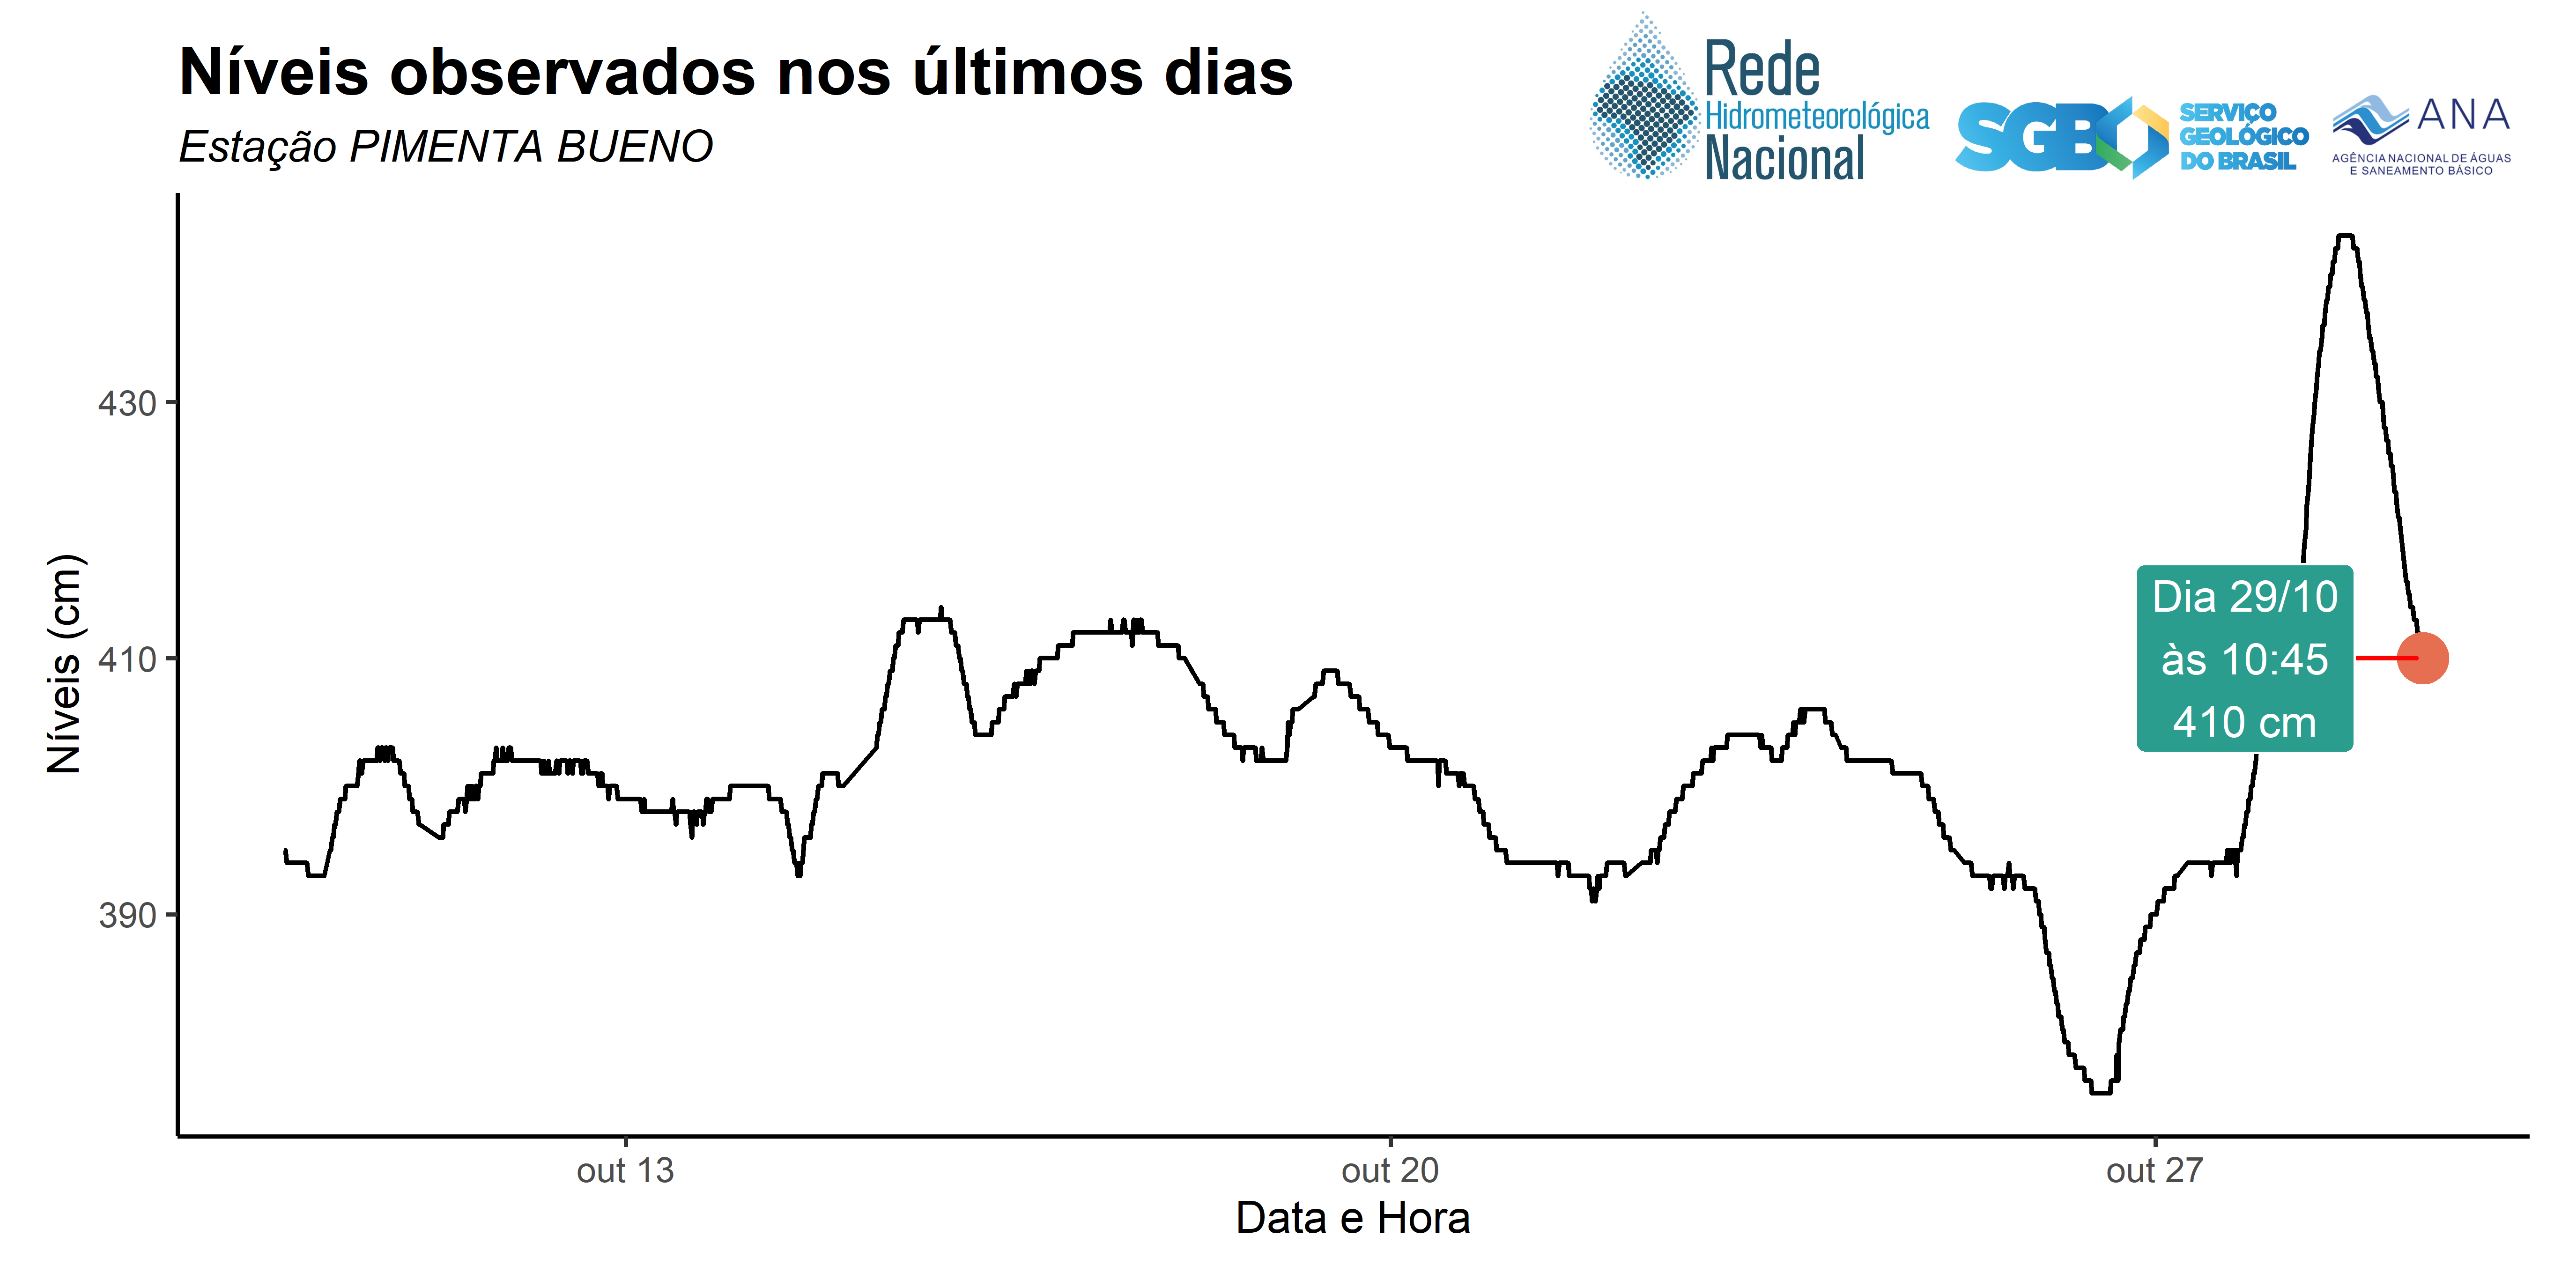 Níveis observados nos últimos dias
Estação PIMENTA BUENO
Rede
Hidrometeorológica
Nacional
SGB
SERVIÇO
GEOLÓGICO
DO BRASIL
ANA
AGÊNCIA NACIONAL DE ÁGUAS
E SANEAMENTO BÁSICO
Níveis (cm)
430
410
390
Dia 29/10
às 10:45
410 cm
out 13
out 20
out 27
Data e Hora